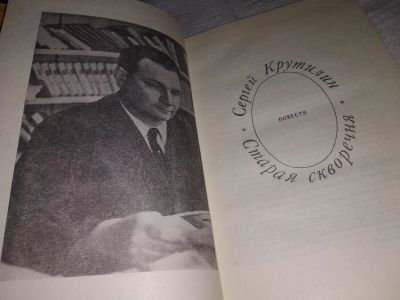 Сергей Крутилин
ПОВЕСТИ
Старая скворечня